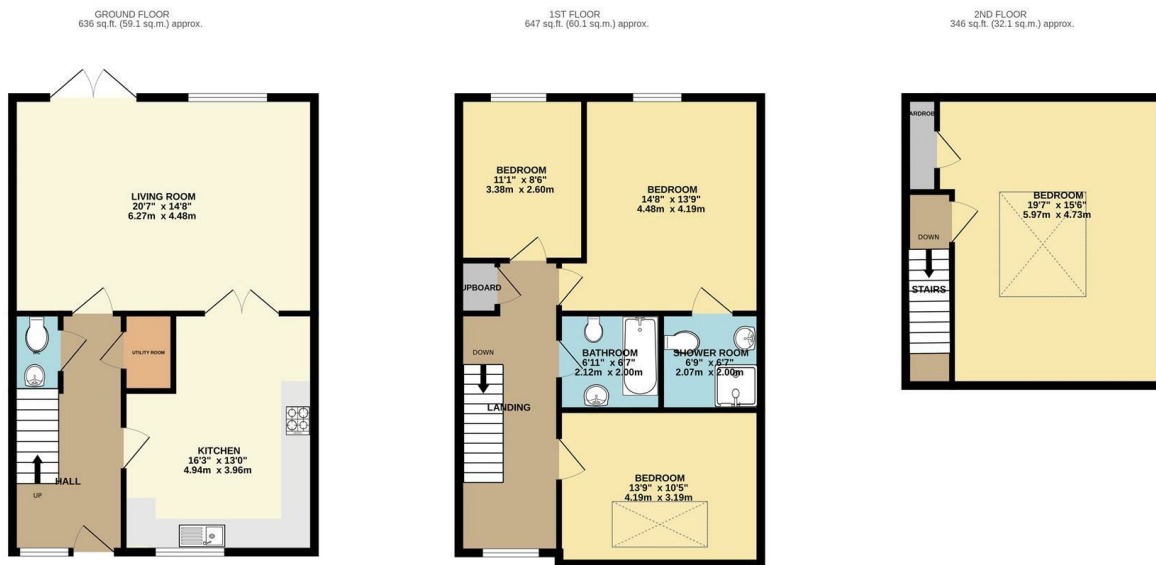 GROUND FLOOR
636 sq.ft. (59.1 sq.m.) approx.
LIVING ROOM
20'7" x 14'8"
6.27m x 4.48m
UTILITY ROOM
KITCHEN
16'3" x 13'0"
4.94m x 3.96m
HALL
UP
1ST FLOOR
647 sq.ft. (60.1 sq.m.) approx.
BEDROOM
11'1" x 8'6"
3.38m x 2.60m
BEDROOM
14'8" x 13'9"
4.48m x 4.19m
UPBOARD
DOWN
LANDING
BATHROOM
6'11" x 6'7"
2.12m x 2.00m
SHOWER ROOM
6'9" x 6'7"
2.07m x 2.00m
BEDROOM
13'9" x 10'5"
4.19m x 3.19m
2ND FLOOR
346 sq.ft. (32.1 sq.m.) approx.
ARDROB
BEDROOM
19'7" x 15'6"
5.97m x 4.73m
DOWN
STAIRS